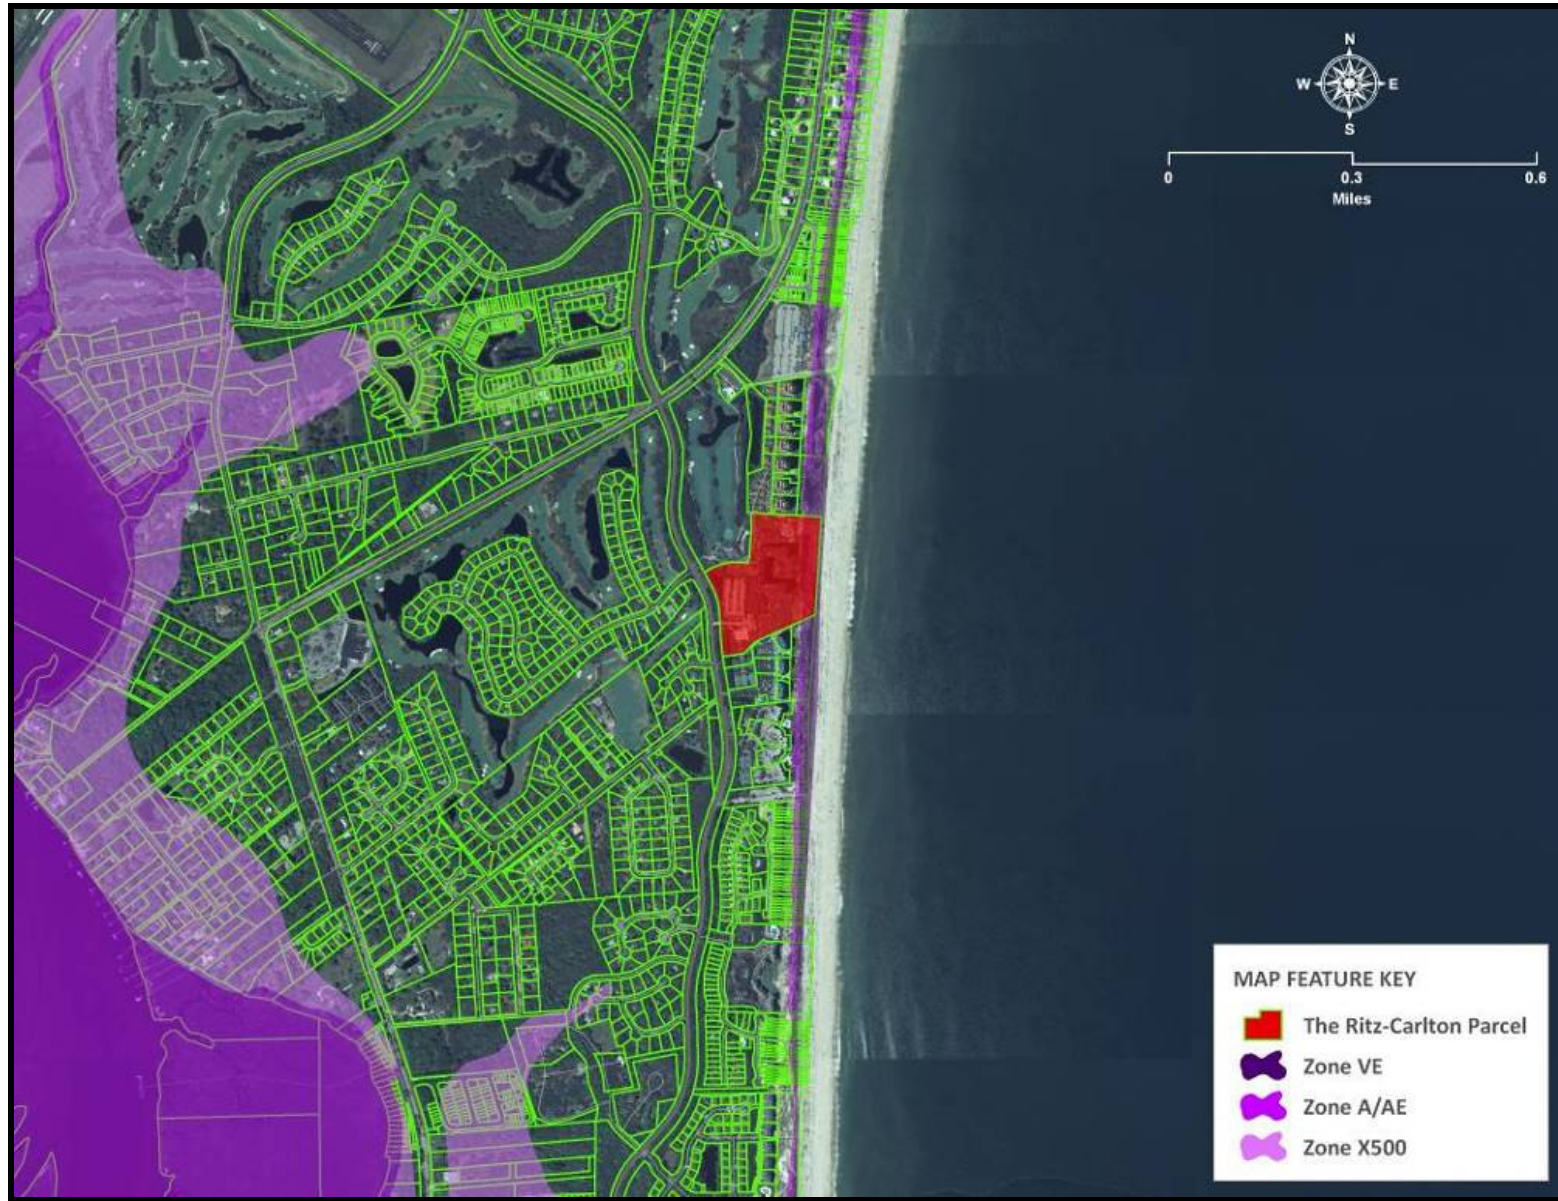 N
W E
S
0 0.3 0.6
Miles
MAP FEATURE KEY
The Ritz-Carlton Parcel
Zone VE
Zone A/AE
Zone X500